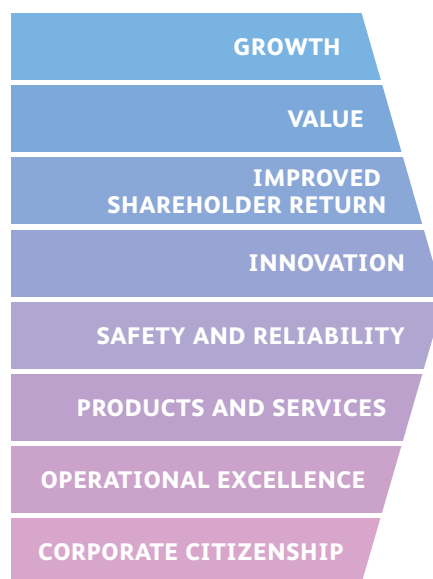 GROWTH
VALUE
IMPROVED
SHAREHOLDER RETURN
INNOVATION
SAFETY AND RELIABILITY
PRODUCTS AND SERVICES
OPERATIONAL EXCELLENCE
CORPORATE CITIZENSHIP